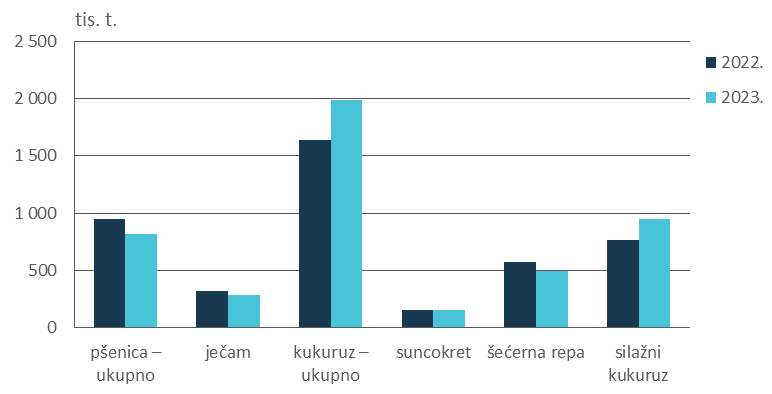 tis. t.
2 500
2 000
1 500
1 000
500
0
2022.
2023.
pšenica –
ukupno
ječam
kukuruz –
ukupno
suncokret
šećerna repa
silažni
kukuruz